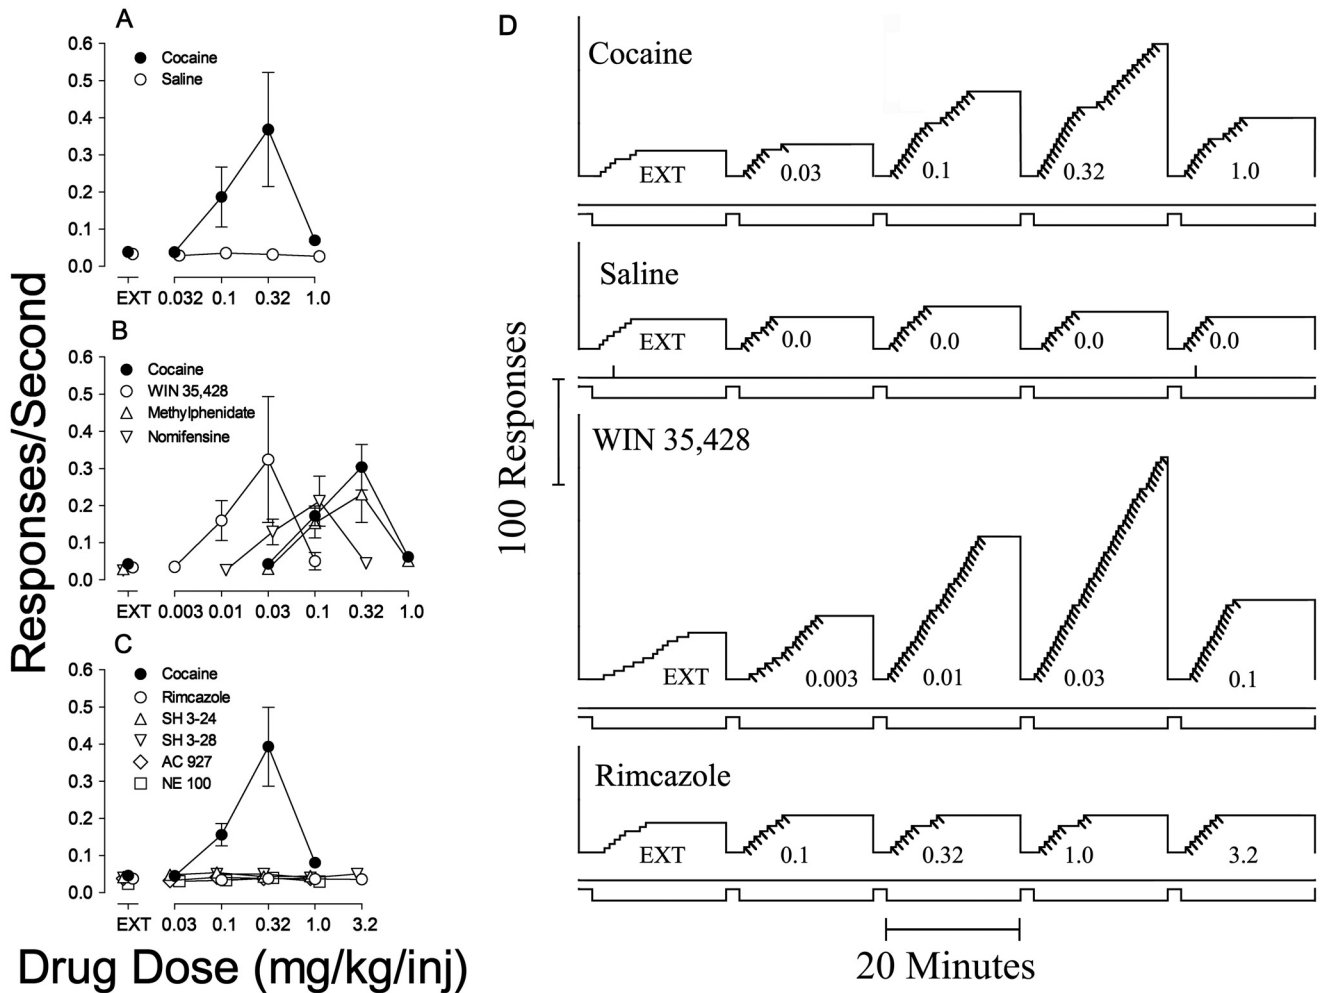 A
0.6
Cocaine
0.5
Saline
0.4
0.3
0.2
0.1
0.0
EXT 0.032 0.1 0.32 1.0
B
0.6
Cocaine
0.5
WIN 35,428
Methylphenidate
0.4
Nomifensine
0.3
0.2
0.1
0.0
EXT 0.003 0.01 0.03 0.1 0.32 1.0
C
0.6
Cocaine
Rimcazole
0.5
SH 3-24
SH 3-28
0.4
AC 927
NE 100
0.3
0.2
0.1
0.0
EXT 0.03 0.1 0.32 1.0 3.2
Responses/Second
Drug Dose (mg/kg/inj)
D
Cocaine
EXT 0.03 0.1 0.32 1.0
Saline
EXT 0.0 0.0 0.0 0.0
100 Responses
WIN 35,428
EXT 0.003 0.01 0.03 0.1
Rimcazole
EXT 0.1 0.32 1.0 3.2
20 Minutes